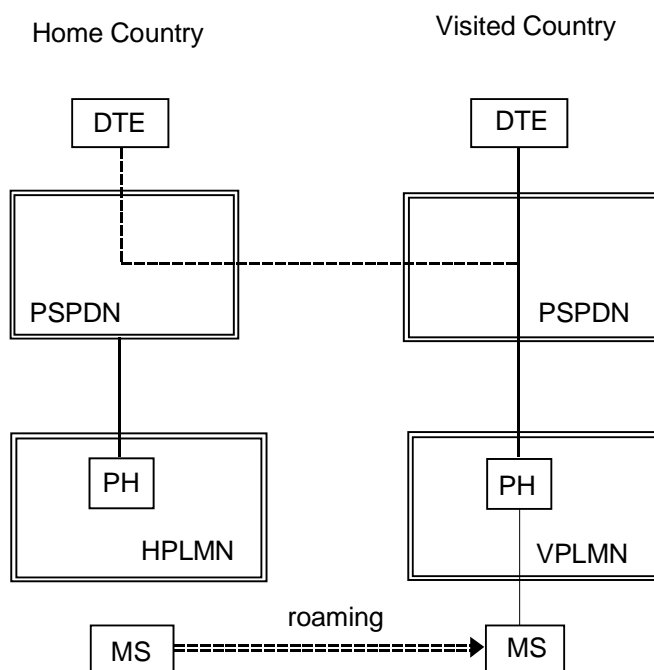 Home Country
Visited Country
DTE
DTE
PSPDN
PSPDN
PH
PH
HPLMN
VPLMN
roaming
MS
MS